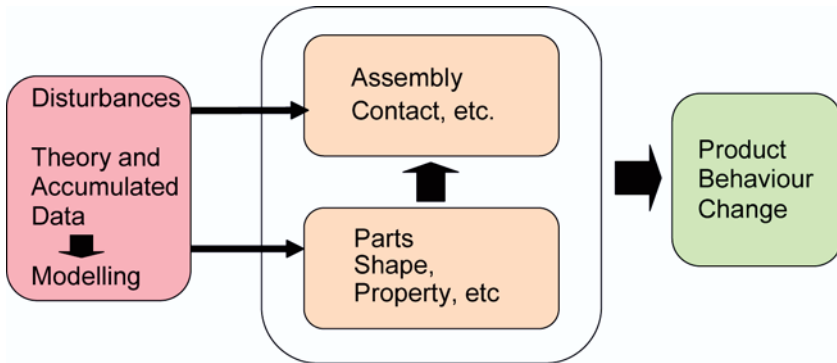 Disturbances
Theory and
Accumulated
Data
Modelling
Assembly
Contact, etc.
Parts
Shape,
Property, etc
Product
Behaviour
Change